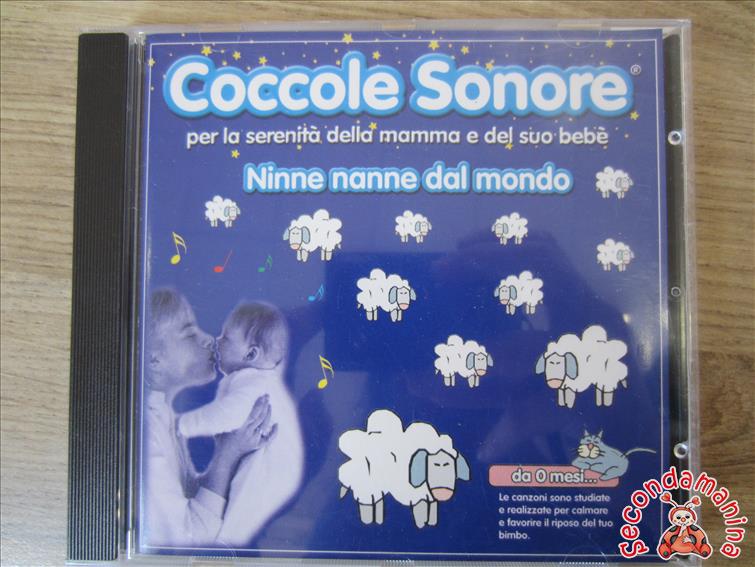 Coccole Sonore®
per la serenità della mamma e del suo bebè
Ninne nanne dal mondo
da 0 mesi...
Le canzoni sono studiate
e realizzate per calmare
e favorire il riposo del tuo
bimbo.
secondamanina